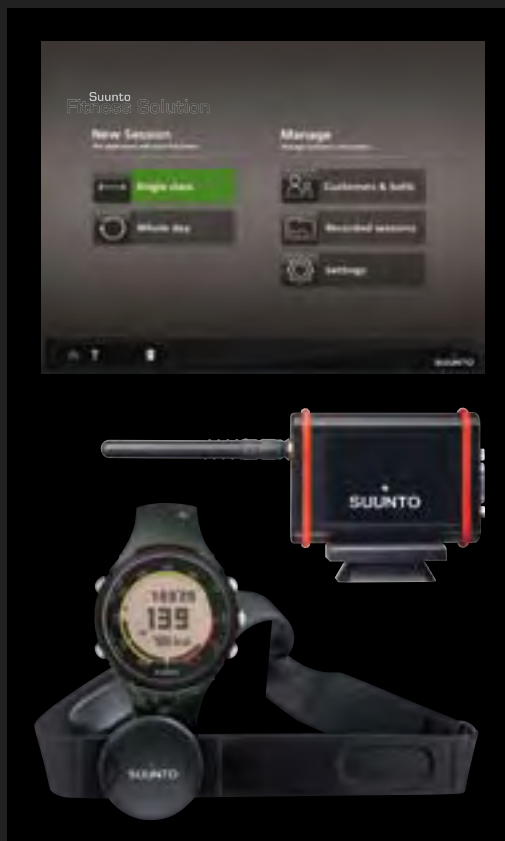 Suunto
Fitness Solution
New Session
Manage
Single class
Customers & belts
Whole day
Recorded sessions
Settings
SUUNTO
SUUNTO
139
SUUNTO